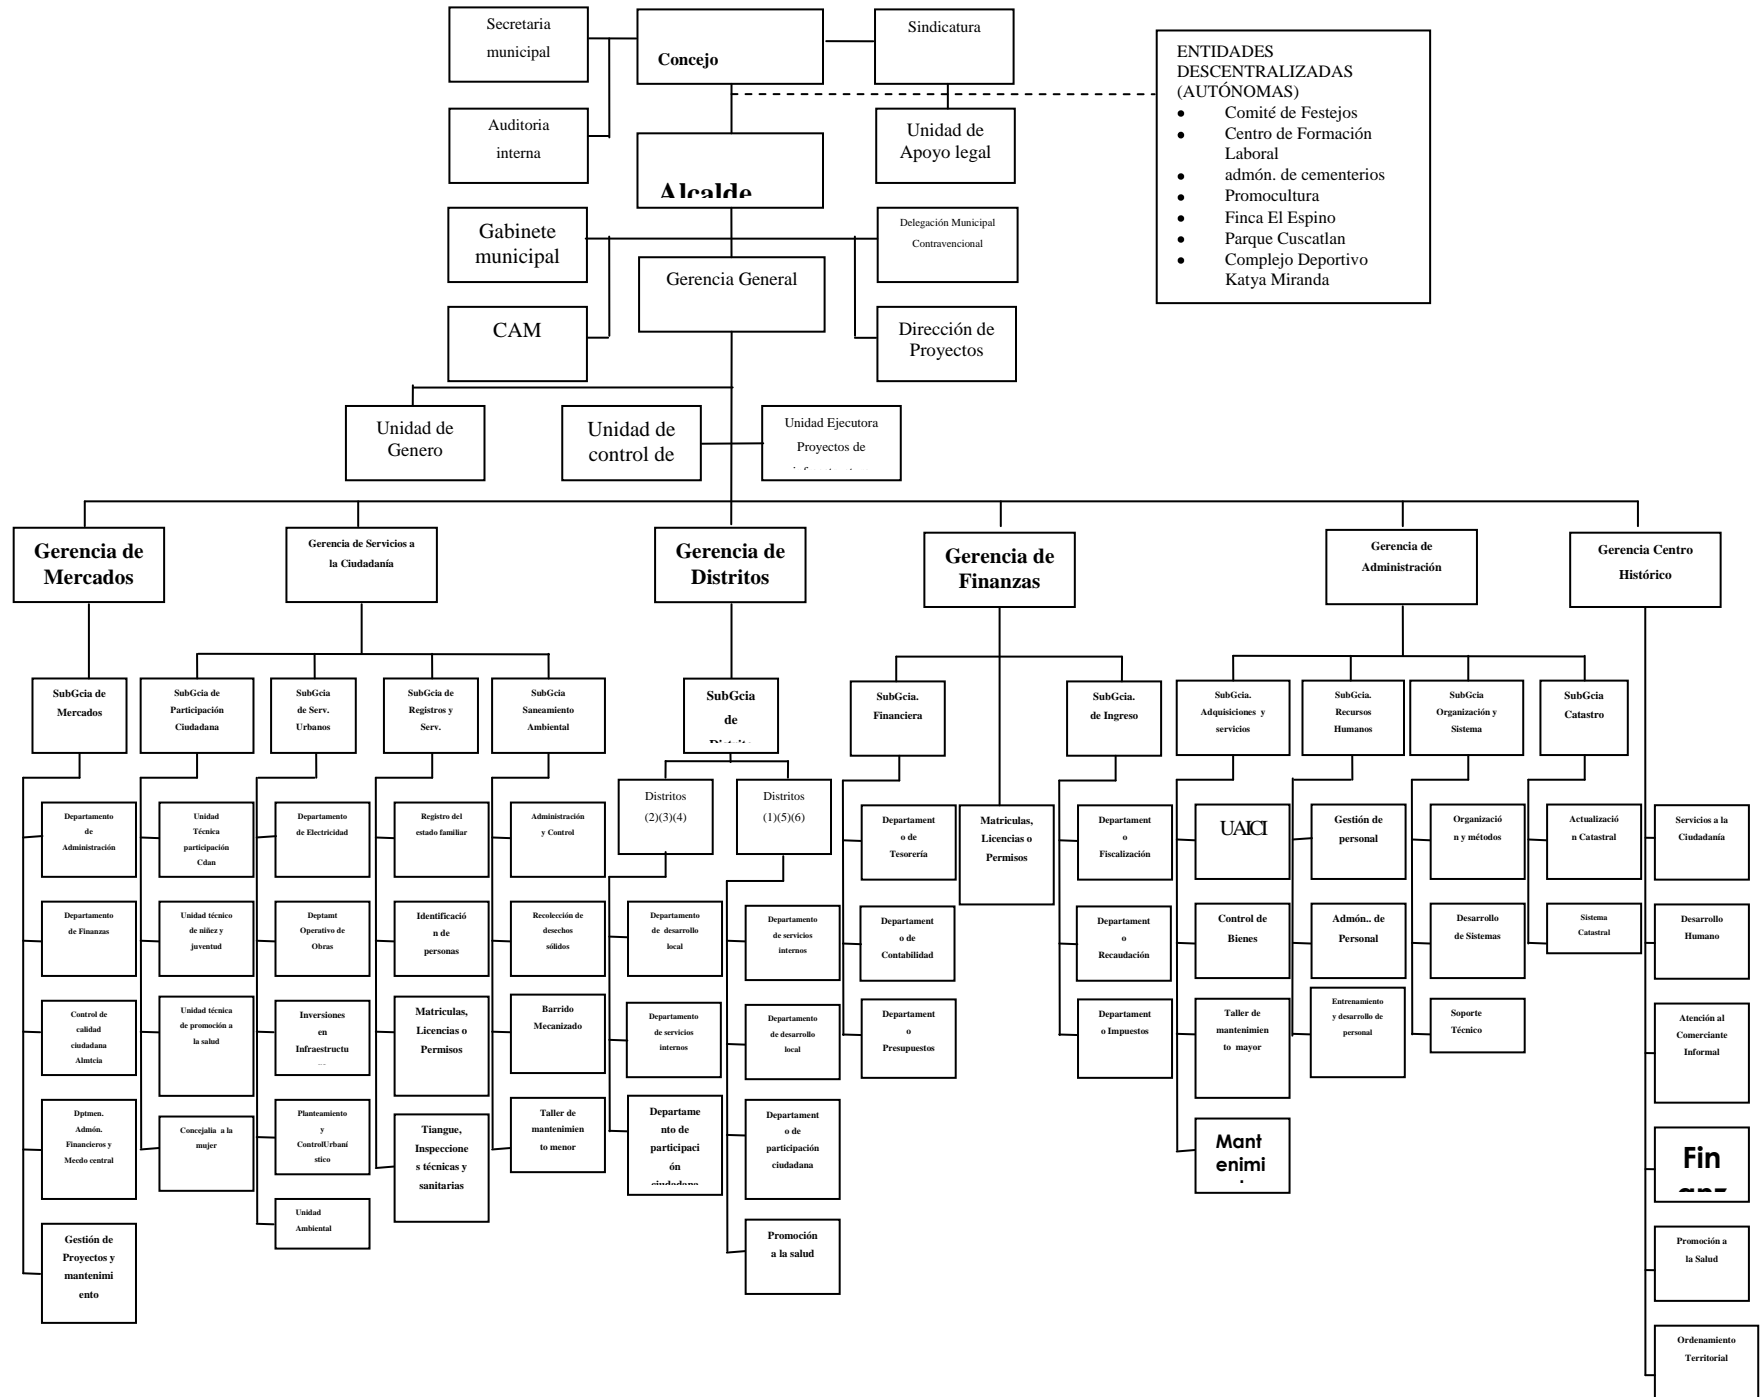 Secretaria
municipal
Concejo
Sindicatura
Auditoria
interna
Alcalde
Unidad de
Apoyo legal
ENTIDADES
DESCENTRALIZADAS
(AUTÓNOMAS)
• Comité de Festejos
• Centro de Formación
Laboral
• admón. de cementerios
• Promocultura
• Finca El Espino
• Parque Cuscatlan
• Complejo Deportivo
Katya Miranda
Gabinete
municipal
Delegación Municipal
Contravencional
Gerencia General
CAM
Dirección de
Proyectos
Unidad de
Genero
Unidad de
control de
Unidad Ejecutora
Proyectos de
Gerencia de
Mercados
Gerencia de Servicios a
la Ciudadanía
Gerencia de
Distritos
Gerencia de
Finanzas
Gerencia de
Administración
Gerencia Centro
Histórico
SubGcia de
Mercados
SubGcia de
Participación
Ciudadana
SubGcia
de Serv.
Urbanos
SubGcia de
Registros y
Serv.
SubGcia
Saneamiento
Ambiental
SubGcia
de
SubGcia.
Financiera
SubGcia.
de Ingreso
SubGcia.
Adquisiciones y
servicios
SubGcia.
Recursos
Humanos
SubGcia
Organización y
Sistema
SubGcia
Catastro
Departamento
de
Administración
Departamento
de Finanzas
Control de
calidad
ciudadana
Almtcia
Dptmen.
Admón.
Financieros y
Mecdo central
Gestión de
Proyectos y
mantenimi
ento
Unidad
Técnica
participación
Cdan
Unidad técnico
de niñez y
juventud
Unidad técnica
de promoción a
la salud
Concejalía a la
mujer
Departamento
de Electricidad
Deptamt
Operativo de
Obras
Inversiones
en
Infraestructu
Planteamiento
y
ControlUrbaní
stico
Unidad
Ambiental
Registro del
estado familiar
Identificació
n de
personas
Matriculas,
Licencias o
Permisos
Tiangue,
Inspeccione
s técnicas y
sanitarias
Administración
y Control
Recolección de
desechos
sólidos
Barrido
Mecanizado
Taller de
mantenimien
to menor
Distritos
(2)(3)(4)
Departamento
de desarrollo
local
Departamento
de servicios
internos
Departame
nto de
participaci
ón
ciudadana
Distritos
(1)(5)(6)
Departamento
de servicios
internos
Departamento
de desarrollo
local
Departament
o de
participación
ciudadana
Promoción
a la salud
Departament
o de
Tesorería
Departament
o de
Contabilidad
Departament
o
Presupuestos
Matriculas,
Licencias o
Permisos
Departament
o
Fiscalización
Departament
o
Recaudación
Departament
o Impuestos
UAICI
Control de
Bienes
Taller de
mantenimien
to mayor
Mant
enimi
Gestión de
personal
Admón.. de
Personal
Entrenamiento
y desarrollo de
personal
Organizació
n y métodos
Desarrollo
de Sistemas
Soporte
Técnico
Actualizació
n Catastral
Sistema
Catastral
Servicios a la
Ciudadanía
Desarrollo
Humano
Atención al
Comerciante
Informal
Fin
anz
Promoción a
la Salud
Ordenamiento
Territorial